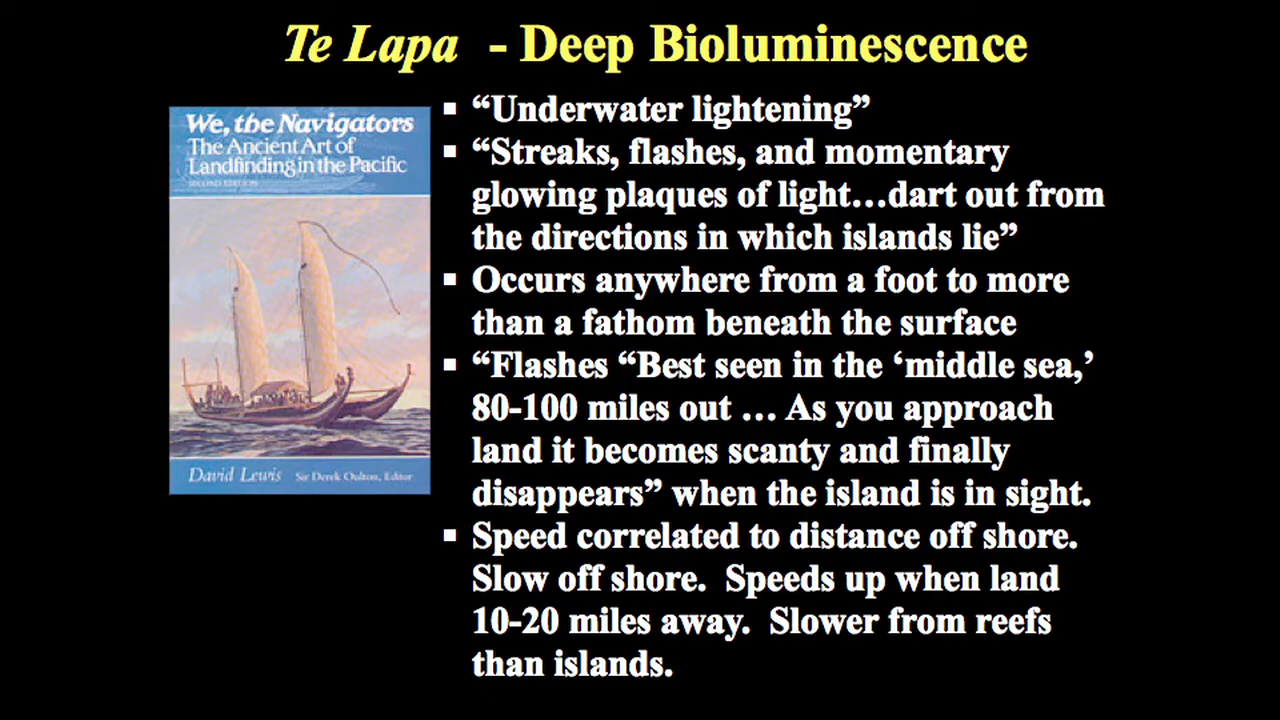 Te Lapa - Deep Bioluminescence
We, the Navigators
The Ancient Art of
Landfinding in the Pacific
SECOND EDITION
David Lewis Sir Derek Oulton, Editor
▪ “Underwater lightening”
▪ “Streaks, flashes, and momentary
glowing plaques of light…dart out from
the directions in which islands lie”
▪ Occurs anywhere from a foot to more
than a fathom beneath the surface
▪ “Flashes “Best seen in the ‘middle sea,’
80-100 miles out … As you approach
land it becomes scanty and finally
disappears” when the island is in sight.
▪ Speed correlated to distance off shore.
Slow off shore.  Speeds up when land
10-20 miles away.  Slower from reefs
than islands.